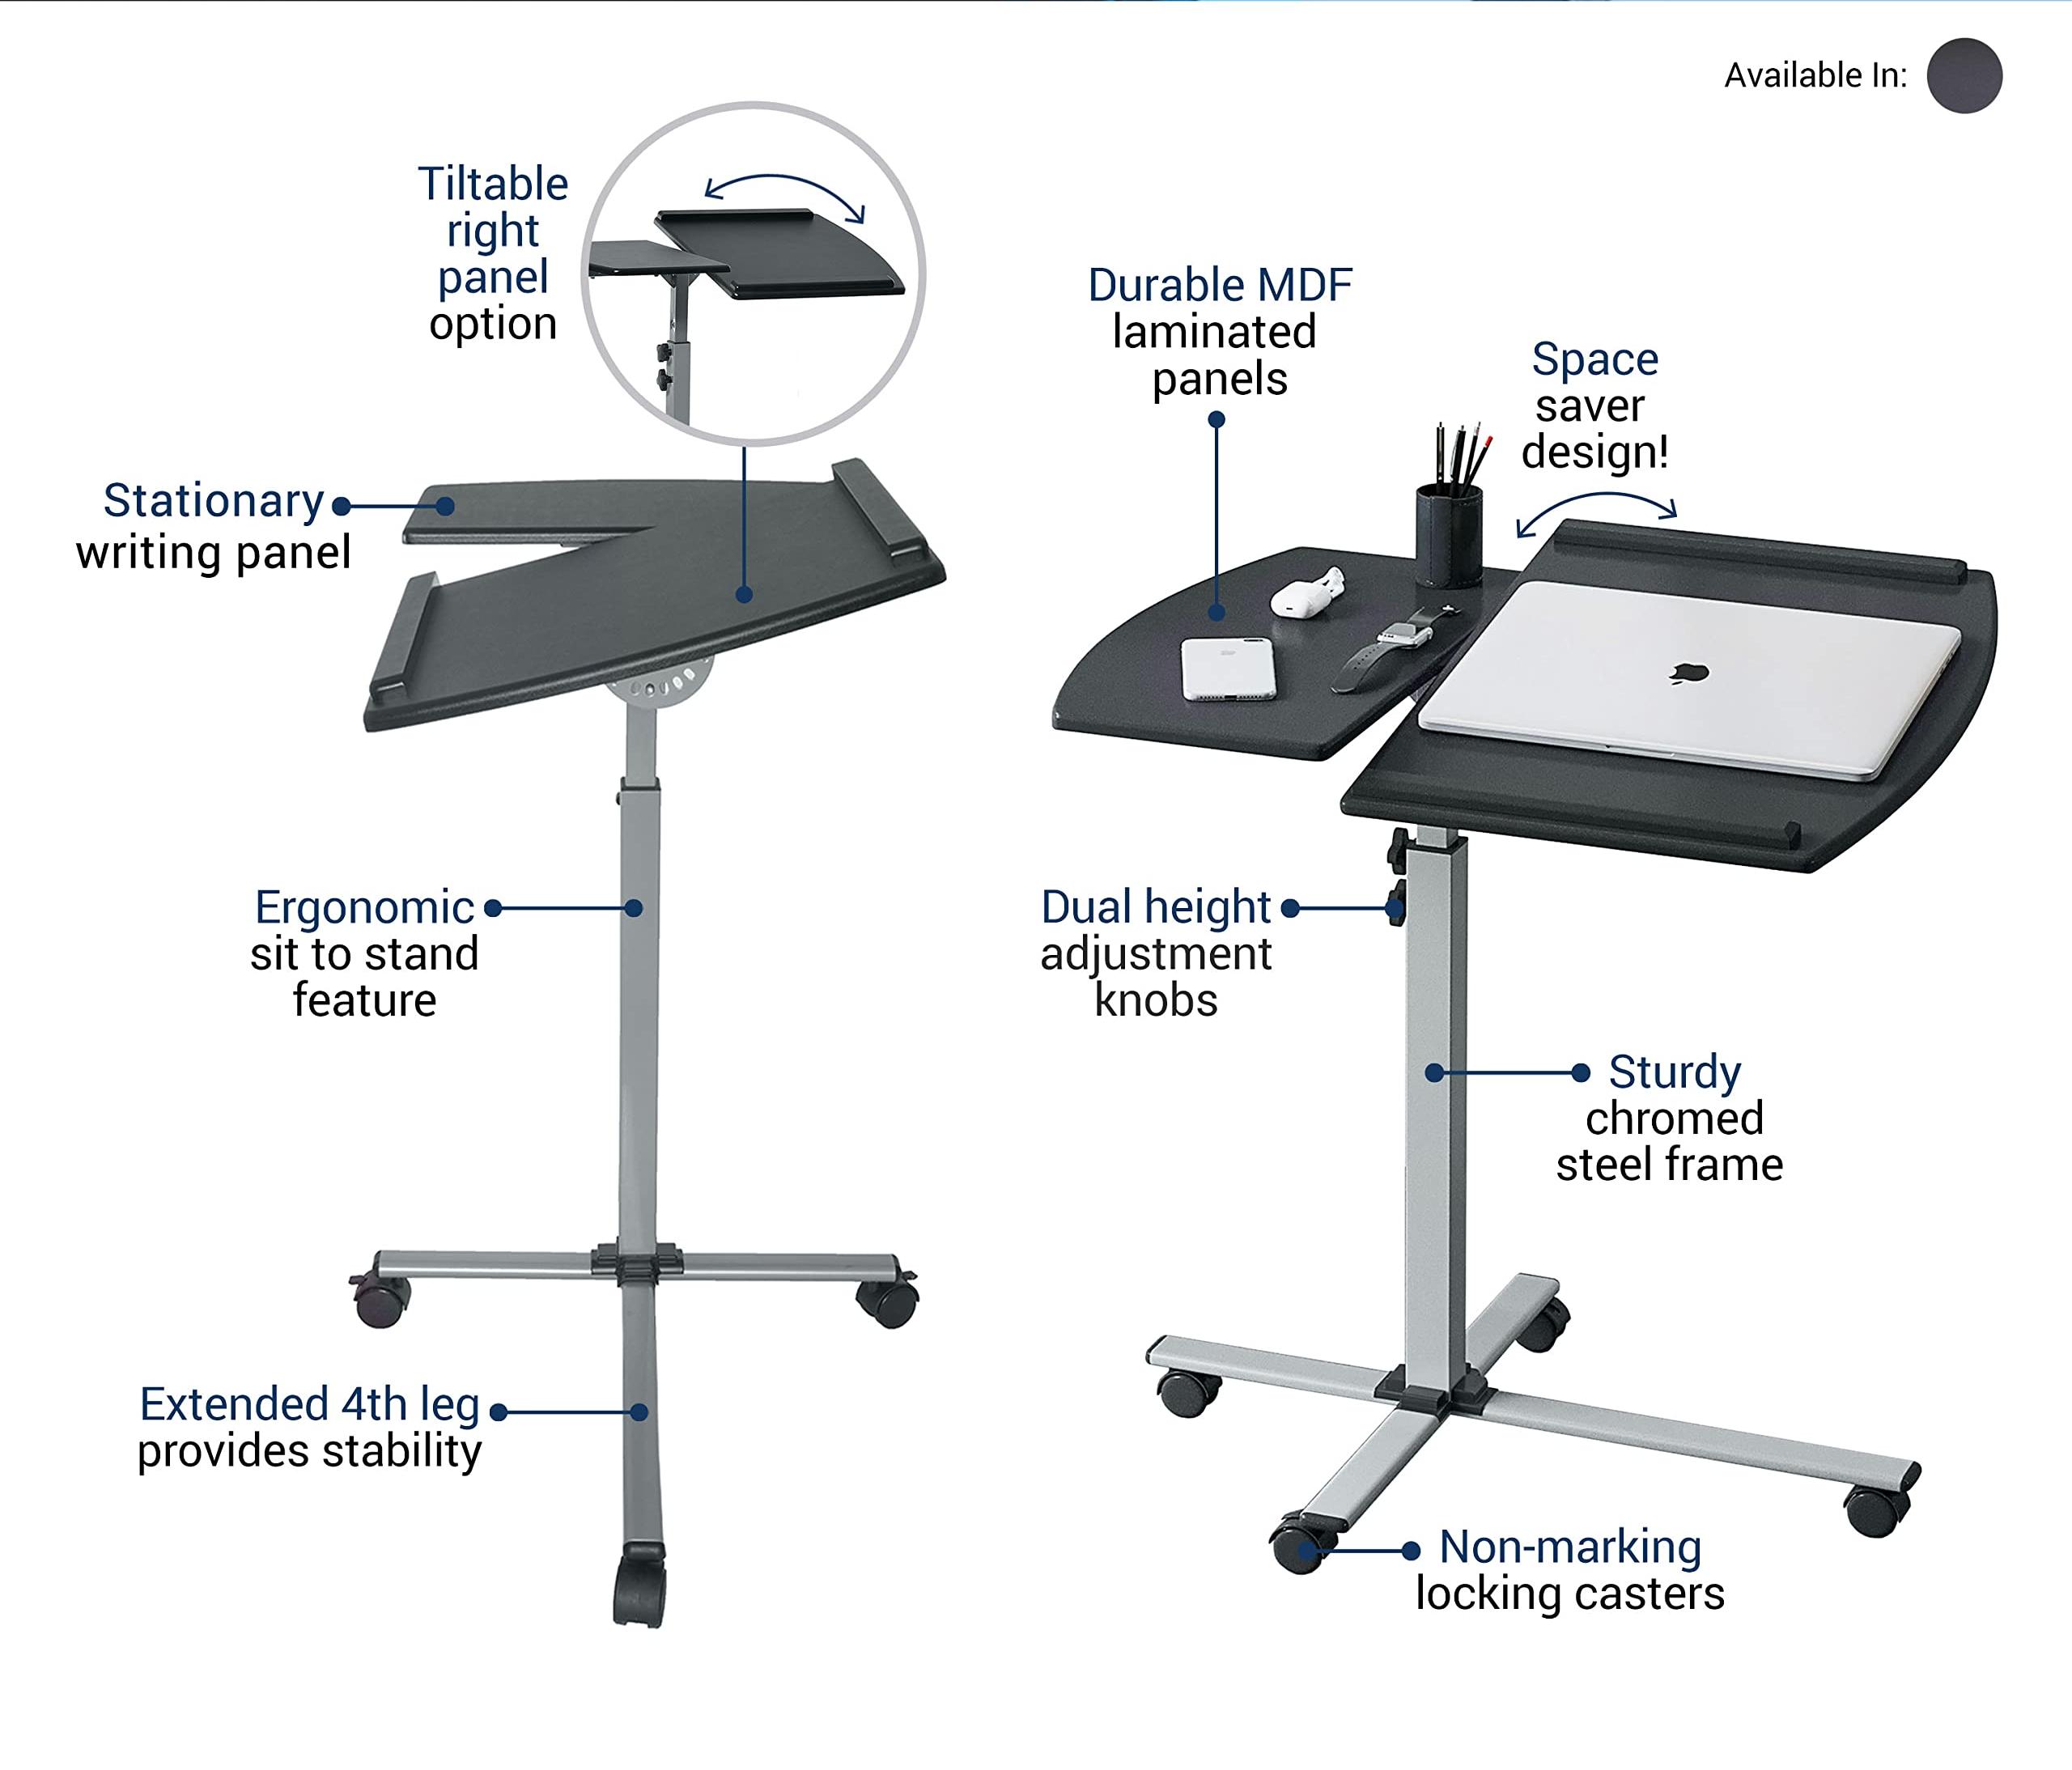 Available In:
Tiltable
right
panel
option
Durable MDF
laminated
panels
Space
saver
design!
Stationary
writing panel
Ergonomic
sit to stand
feature
Dual height
adjustment
knobs
Sturdy
chromed
steel frame
Extended 4th leg
provides stability
Non-marking
locking casters